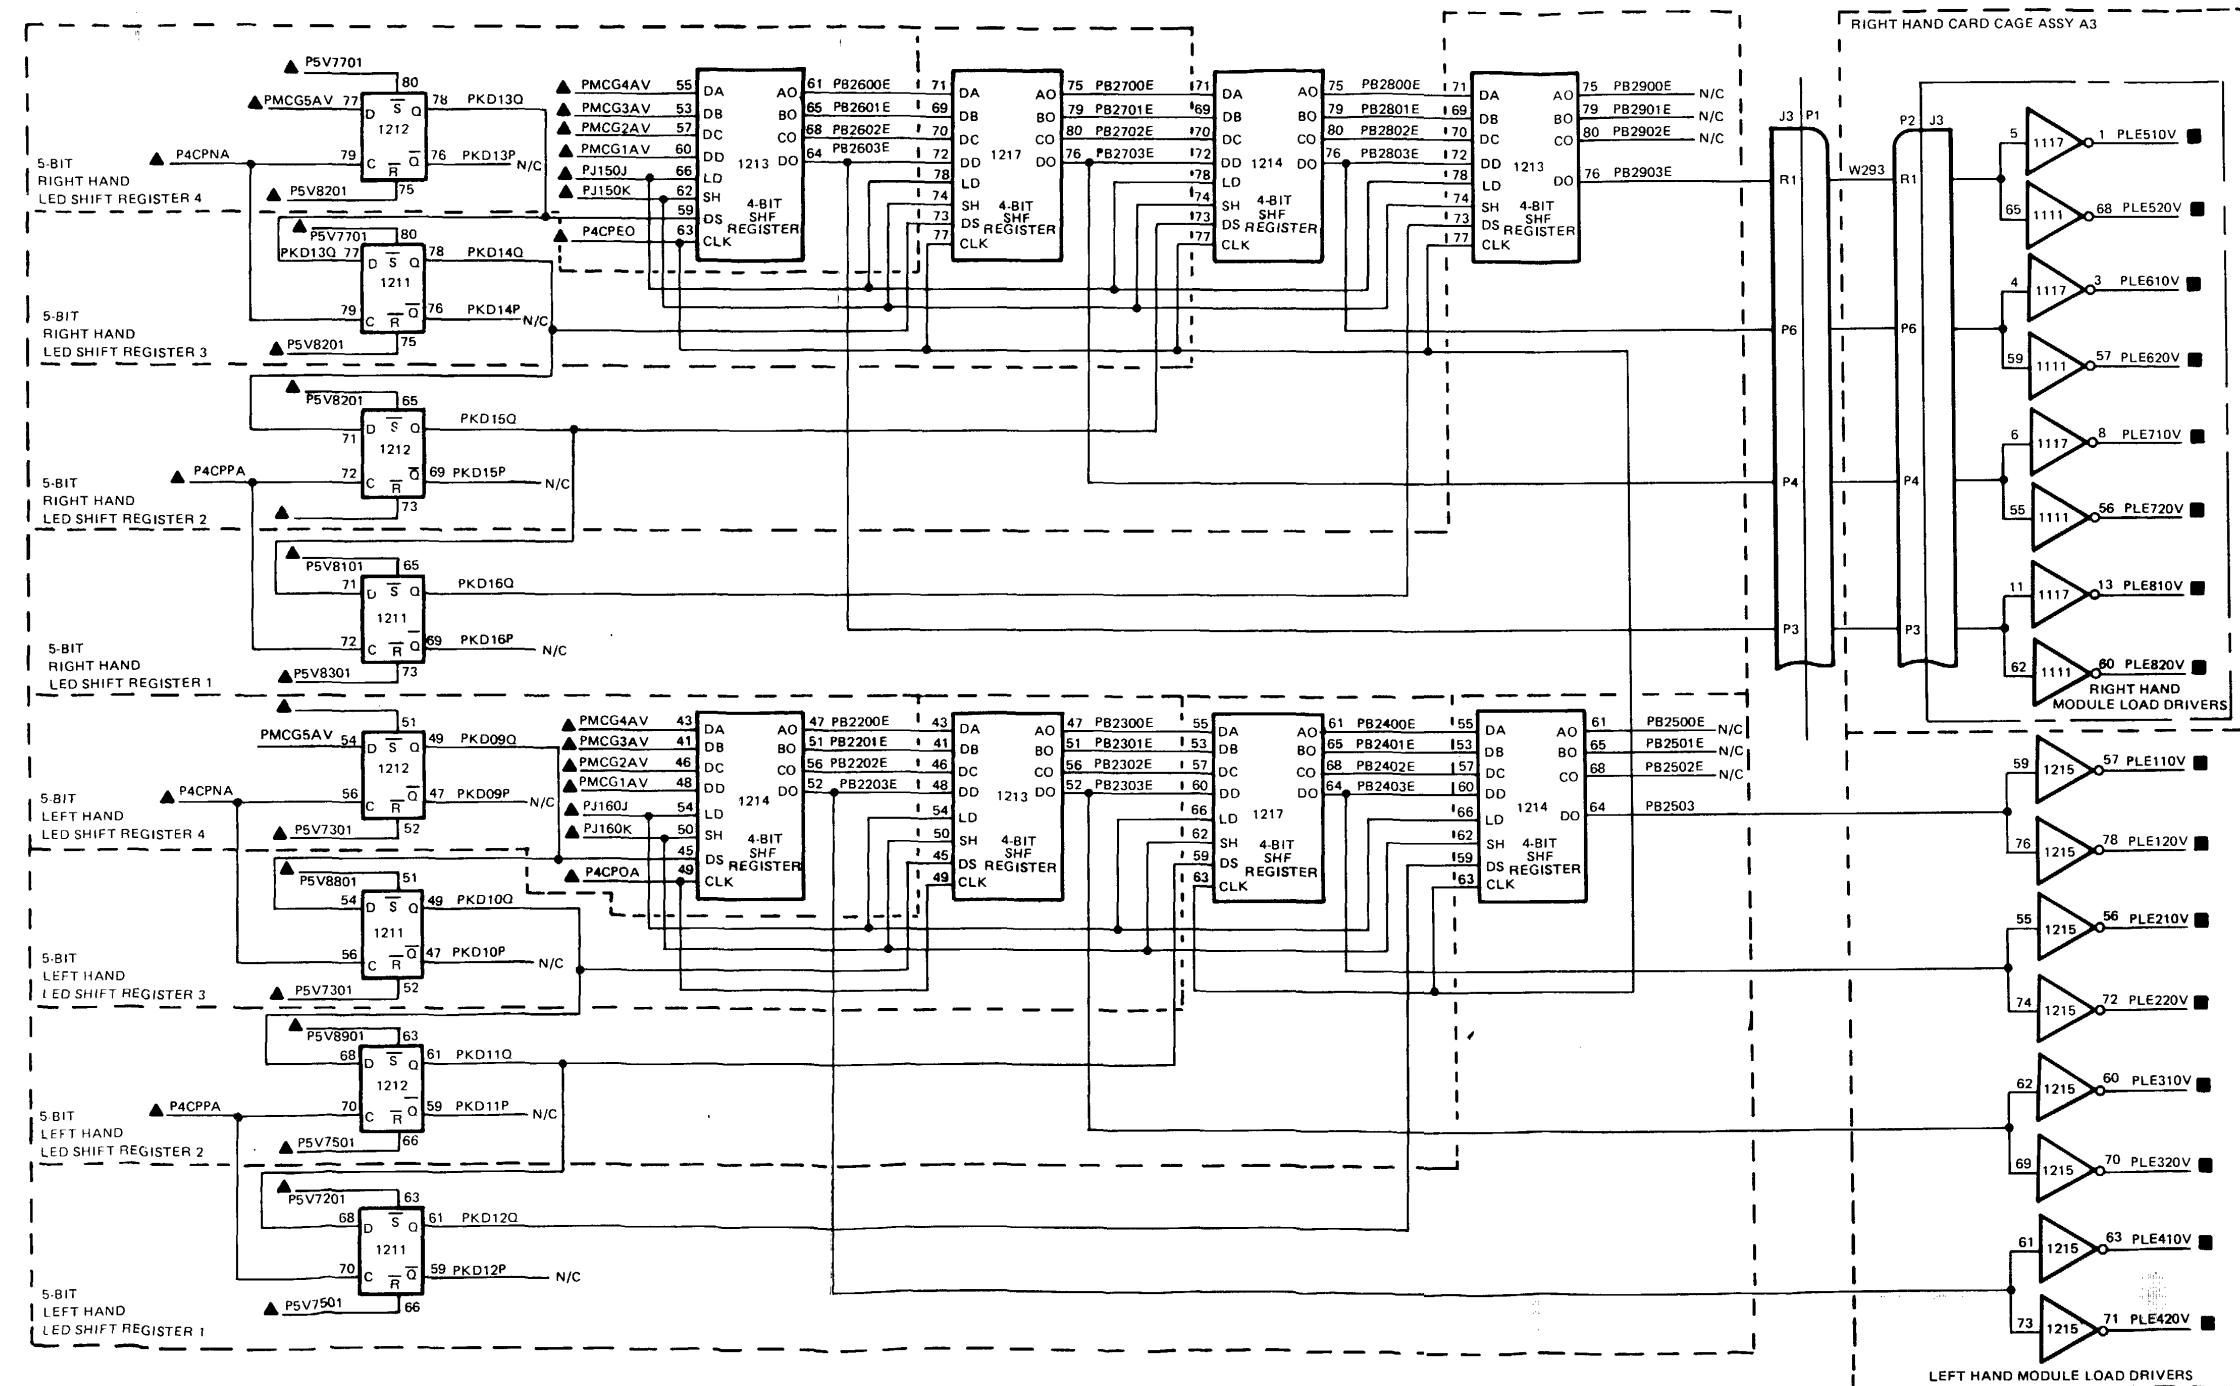 RIGHT HAND CARD CAGE ASSY A3
5-BIT
RIGHT HAND
LED SHIFT REGISTER 4
P5V7701
80
PMCG5AV 77
D S Q
1212
C R Q
78 PKD13Q
P4CPNA
79
76 PKD13P N/C
P5V8201
75
5-BIT
RIGHT HAND
LED SHIFT REGISTER 3
P5V7701
80
PKD13Q 77
D S Q
1211
C R Q
78 PKD14Q
79
76 PKD14P N/C
P5V8201
75
5-BIT
RIGHT HAND
LED SHIFT REGISTER 2
P5V8201
65
71
D S Q
1212
C R Q
PKD15Q
P4CPPA
72
69 PKD15P N/C
73
5-BIT
RIGHT HAND
LED SHIFT REGISTER 1
P5V8101
65
71
D S Q
1211
C R Q
PKD16Q
72
69 PKD16P N/C
P5V8301
73
PMCG4AV 55 DA
PMCG3AV 53 DB
PMCG2AV 57 DC
PMCG1AV 60 DD
PJ150J 66 LD
PJ150K 62 SH
59 DS
P4CPEO 63 CLK
1213
4-BIT
SHF
REGISTER
AO 61 PB2600E
BO 65 PB2601E
CO 68 PB2602E
DO 64 PB2603E
71 DA
69 DB
70 DC
72 DD
78 LD
74 SH
73 DS
77 CLK
1217
4-BIT
SHF
REGISTER
AO 75 PB2700E
BO 79 PB2701E
CO 80 PB2702E
DO 76 PB2703E
71 DA
69 DB
70 DC
72 DD
78 LD
74 SH
73 DS
77 CLK
1214
4-BIT
SHF
REGISTER
AO 75 PB2800E
BO 79 PB2801E
CO 80 PB2802E
DO 76 PB2803E
71 DA
69 DB
70 DC
72 DD
78 LD
74 SH
73 DS
77 CLK
1213
4-BIT
SHF
REGISTER
AO 75 PB2900E N/C
BO 79 PB2901E N/C
CO 80 PB2902E N/C
DO 76 PB2903E
J3 P1
R1
P6
P4
P3
W293
P2 J3
R1
P6
P4
P3
5 1117 1 PLE510V
65 1111 68 PLE520V
4 1117 3 PLE610V
59 1111 57 PLE620V
6 1117 8 PLE710V
55 1111 56 PLE720V
11 1117 13 PLE810V
62 1111 60 PLE820V
RIGHT HAND
MODULE LOAD DRIVERS
5-BIT
LEFT HAND
LED SHIFT REGISTER 4
51
PMCG5AV 54
D S Q
1212
C R Q
49 PKD09Q
P4CPNA
56
47 PKD09P N/C
P5V7301
52
5-BIT
LEFT HAND
LED SHIFT REGISTER 3
P5V8801
51
54
D S Q
1211
C R Q
49 PKD10Q
56
47 PKD10P N/C
P5V7301
52
5-BIT
LEFT HAND
LED SHIFT REGISTER 2
P5V8901
63
68
D S Q
1212
C R Q
61 PKD11Q
P4CPPA
70
59 PKD11P N/C
P5V7501
66
5-BIT
LEFT HAND
LED SHIFT REGISTER 1
P5V7201
63
68
D S Q
1211
C R Q
61 PKD12Q
70
59 PKD12P N/C
P5V7501
66
PMCG4AV 43 DA
PMCG3AV 41 DB
PMCG2AV 46 DC
PMCG1AV 48 DD
PJ160J 54 LD
PJ160K 50 SH
45 DS
P4CPOA 49 CLK
1214
4-BIT
SHF
REGISTER
AO 47 PB2200E
BO 51 PB2201E
CO 56 PB2202E
DO 52 PB2203E
43 DA
41 DB
46 DC
48 DD
54 LD
50 SH
45 DS
49 CLK
1213
4-BIT
SHF
REGISTER
AO 47 PB2300E
BO 51 PB2301E
CO 56 PB2302E
DO 52 PB2303E
55 DA
53 DB
57 DC
60 DD
66 LD
62 SH
59 DS
63 CLK
1217
4-BIT
SHF
REGISTER
AO 61 PB2400E
BO 65 PB2401E
CO 68 PB2402E
DO 64 PB2403E
55 DA
53 DB
57 DC
60 DD
66 LD
62 SH
59 DS
63 CLK
1214
4-BIT
SHF
REGISTER
AO 61 PB2500E N/C
BO 65 PB2501E N/C
CO 68 PB2502E N/C
DO 64 PB2503
59 1215 57 PLE110V
76 1215 78 PLE120V
55 1215 56 PLE210V
74 1215 72 PLE220V
62 1215 60 PLE310V
69 1215 70 PLE320V
61 1215 63 PLE410V
73 1215 71 PLE420V
LEFT HAND MODULE LOAD DRIVERS